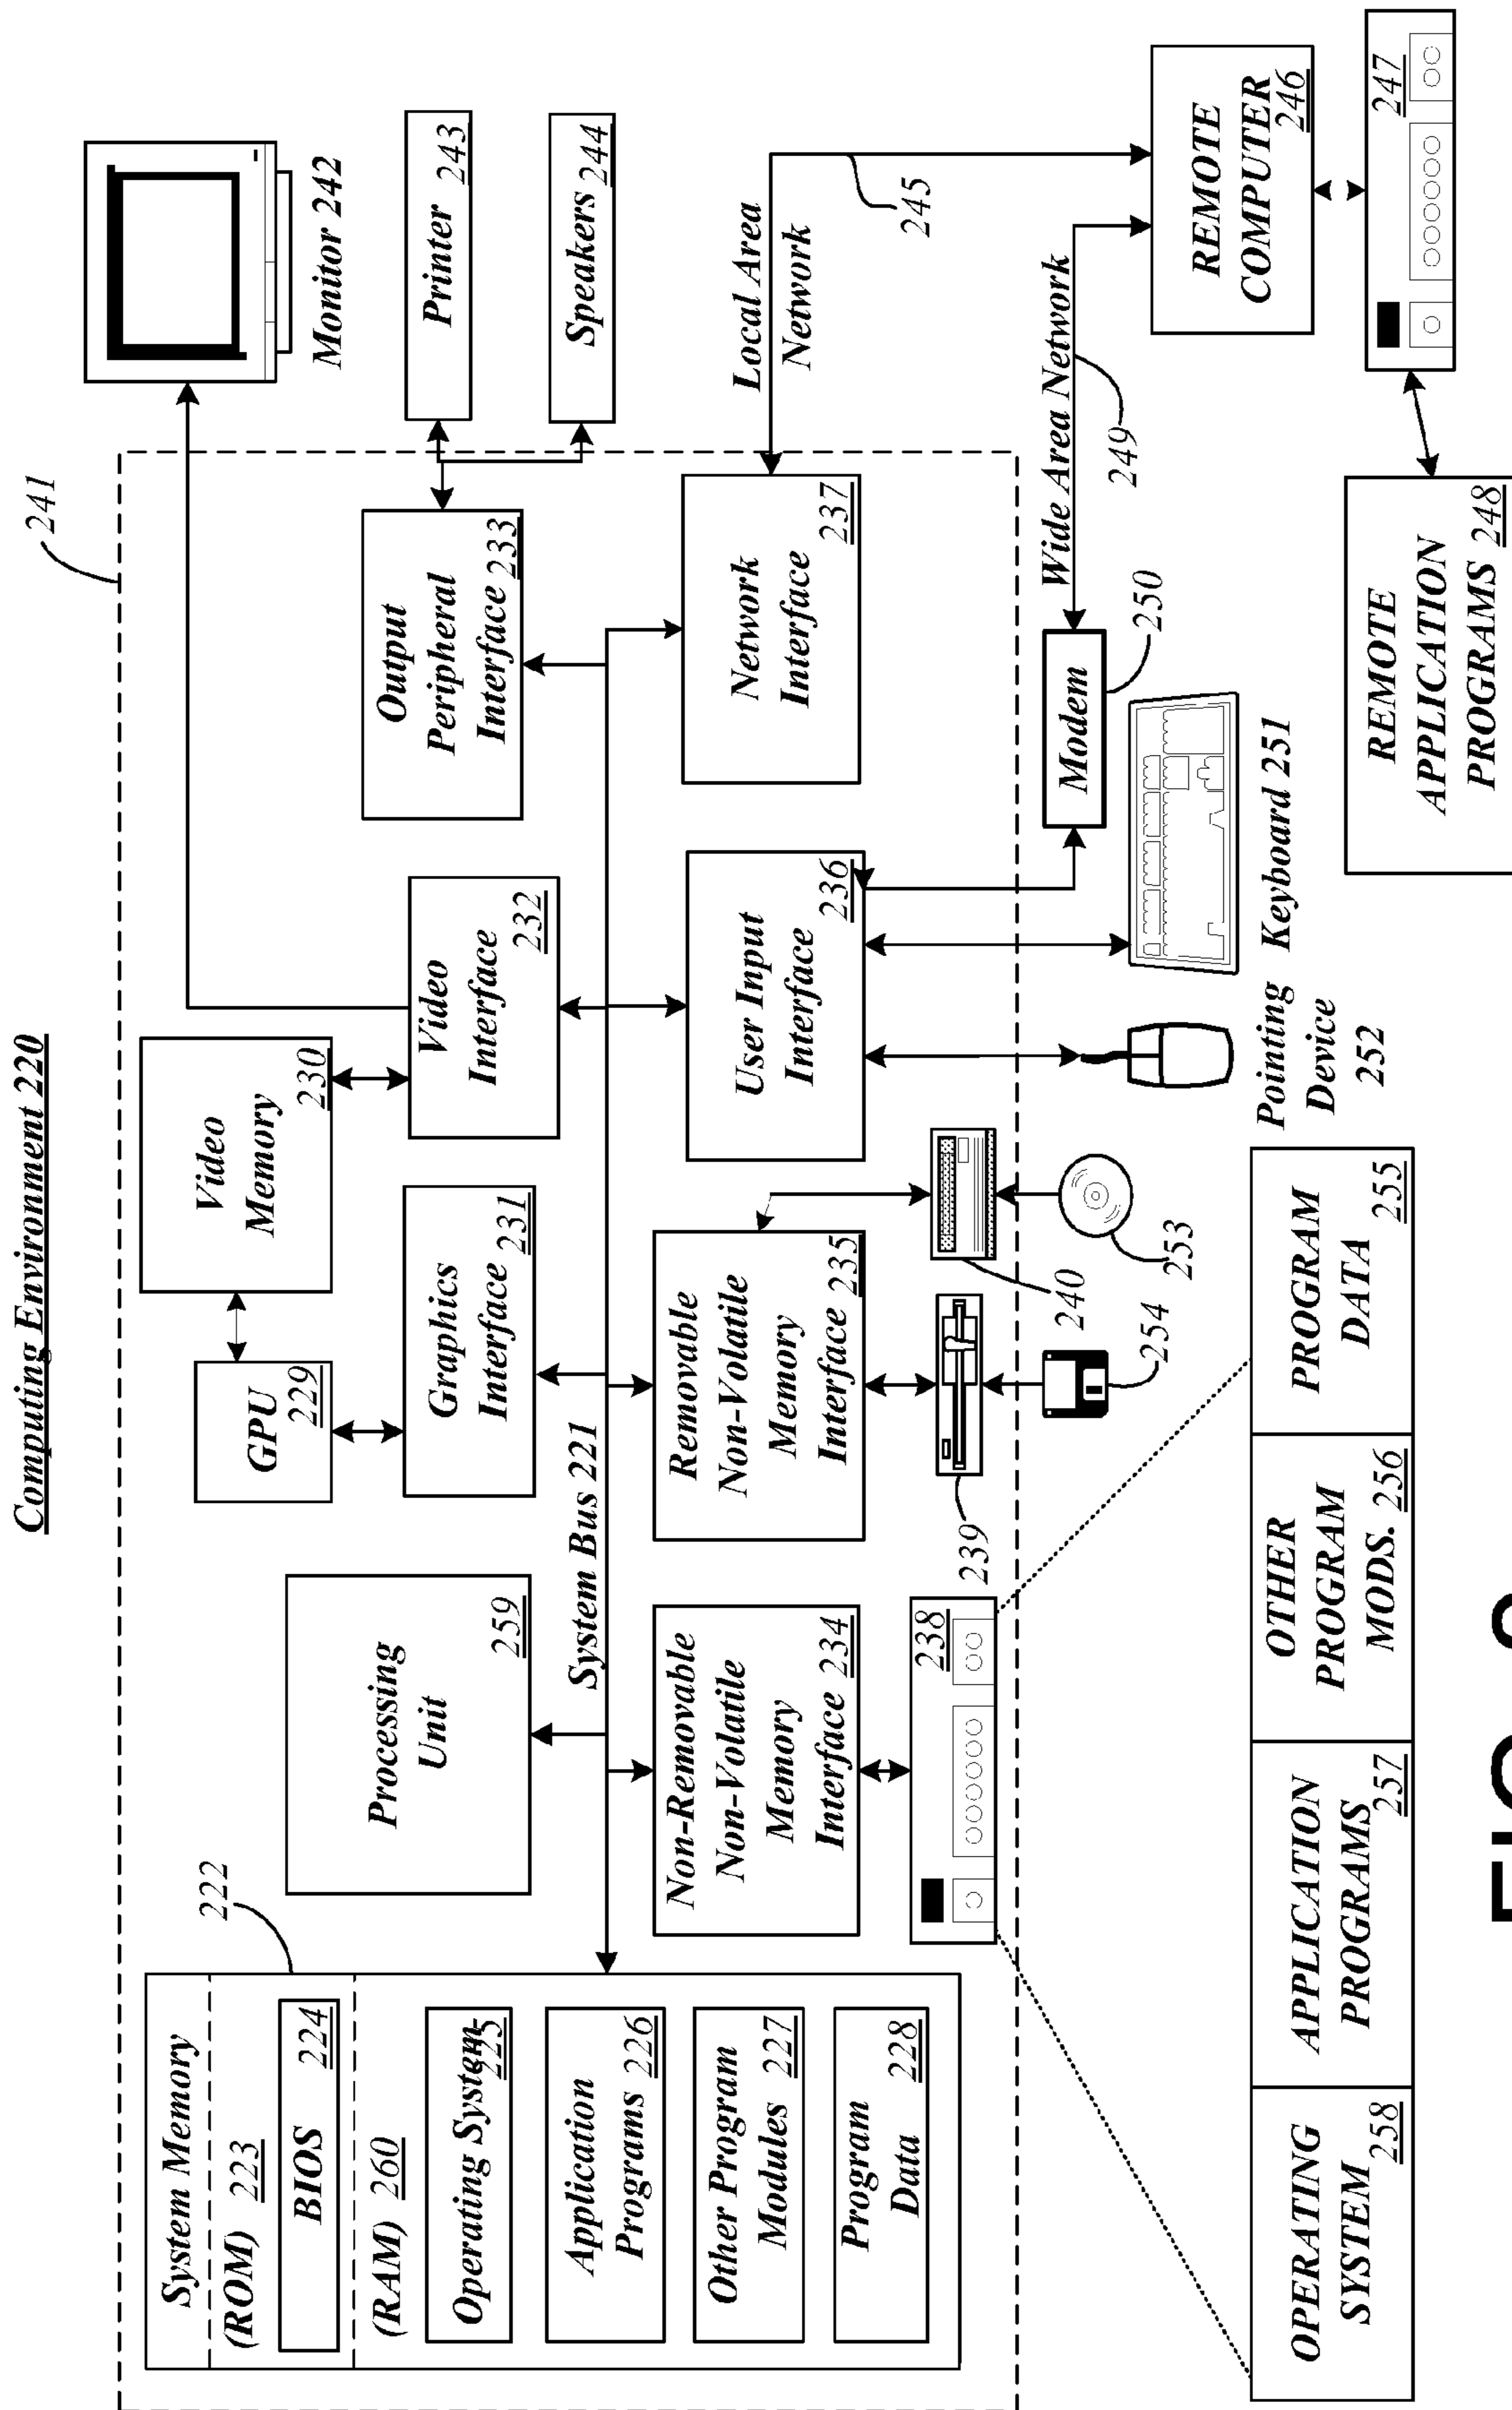 Computing Environment 220
241
222
System Memory
(ROM) 223
BIOS 224
(RAM) 260
Operating System
225
Application
Programs 226
Other Program
Modules 227
Program
Data 228
Processing
Unit
259
GPU
229
Video
Memory
230
Graphics
Interface 231
Video
Interface
232
Output
Peripheral
Interface 233
Monitor 242
Printer 243
Speakers 244
System Bus 221
Non-Removable
Non-Volatile
Memory
Interface 234
Removable
Non-Volatile
Memory
Interface 235
User Input
Interface
236
Network
Interface
237
Local Area
Network
245
238
239
240
254
253
Pointing
Device
252
Keyboard 251
Modem
250
Wide Area Network
249
REMOTE
COMPUTER
246
247
REMOTE
APPLICATION
PROGRAMS 248
OPERATING
SYSTEM
258
APPLICATION
PROGRAMS
257
OTHER
PROGRAM
MODS. 256
PROGRAM
DATA
255